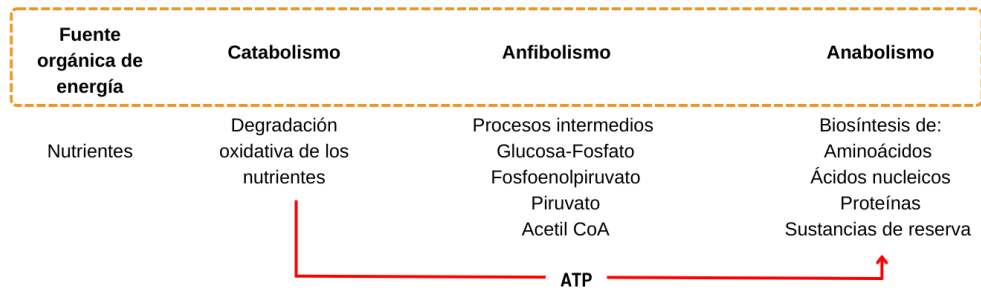 Fuente
orgánica de
energía
Catabolismo
Anfibolismo
Anabolismo
Nutrientes
Degradación
oxidativa de los
nutrientes
Procesos intermedios
Glucosa-Fosfato
Fosfoenolpiruvato
Piruvato
Acetil CoA
Biosíntesis de:
Aminoácidos
Ácidos nucleicos
Proteínas
Sustancias de reserva
ATP